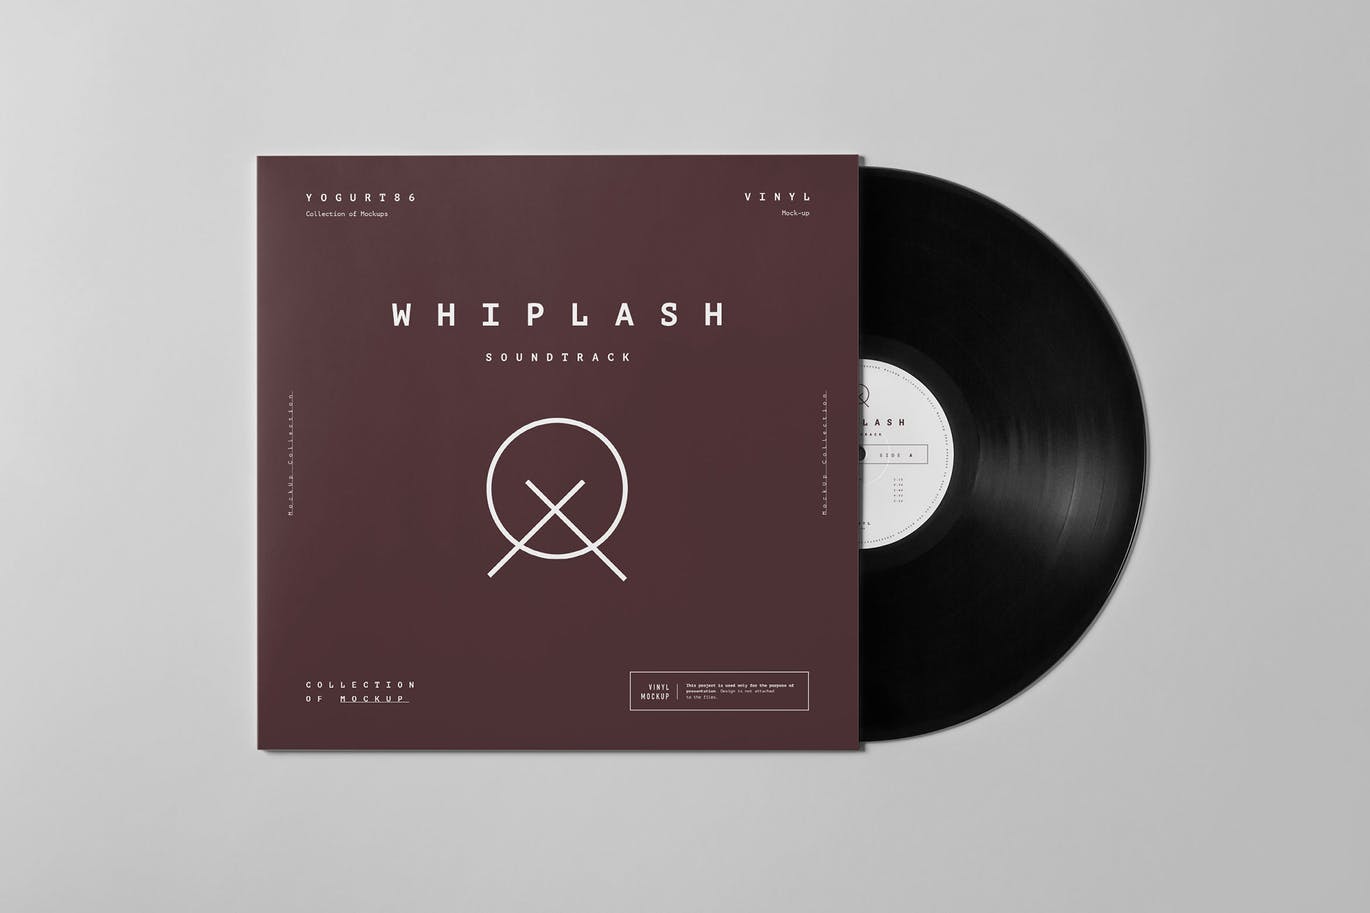 YOGURT86
Collection of Mockups
VINYL
Mock-up
WHIPLASH
SOUNDTRACK
Mockup Collection
Mockup Collection
COLLECTION
OF MOCKUP
VINYL
MOCKUP
This project is used only for the purpose of
presentation. Design is not attached
to the files.
LASH
SIDE A